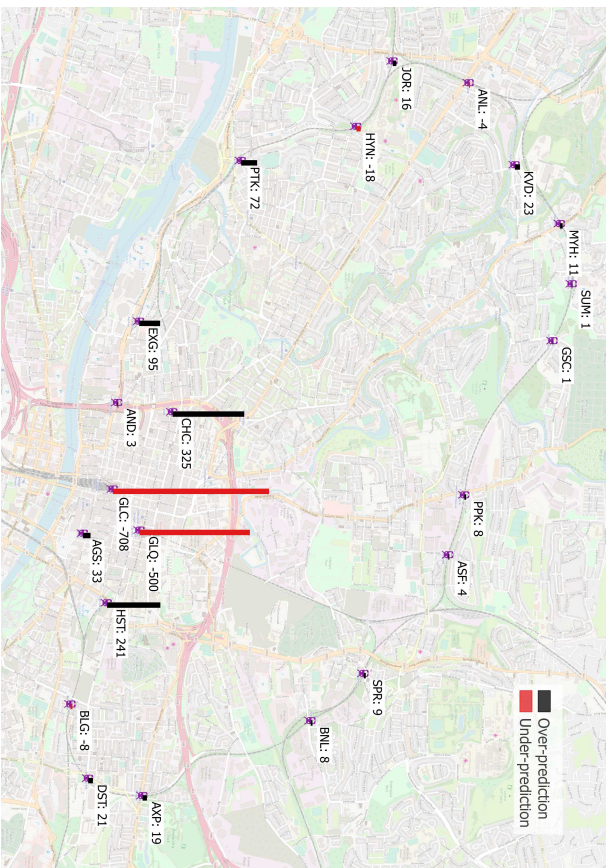 JOR: 16
ANL: -4
HYN: -18
KVD: 23
PTK: 72
MYH: 11
SUM: 1
GSC: 1
EXG: 95
AND: 3
CHC: 325
GLC: -708
GLQ: -500
PPK: 8
AGS: 33
ASF: 4
HST: 241
SPR: 9
BLG: -8
BNL: 8
DST: 21
AXP: 19
Over-prediction
Under-prediction